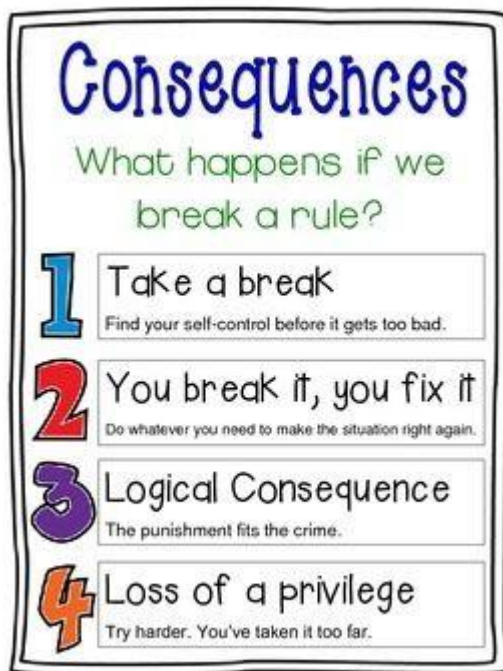 Consequences
What happens if we
break a rule?
1
Take a break
Find your self-control before it gets too bad.
2
You break it, you fix it
Do whatever you need to make the situation right again.
3
Logical Consequence
The punishment fits the crime.
4
Loss of a privilege
Try harder. You've taken it too far.